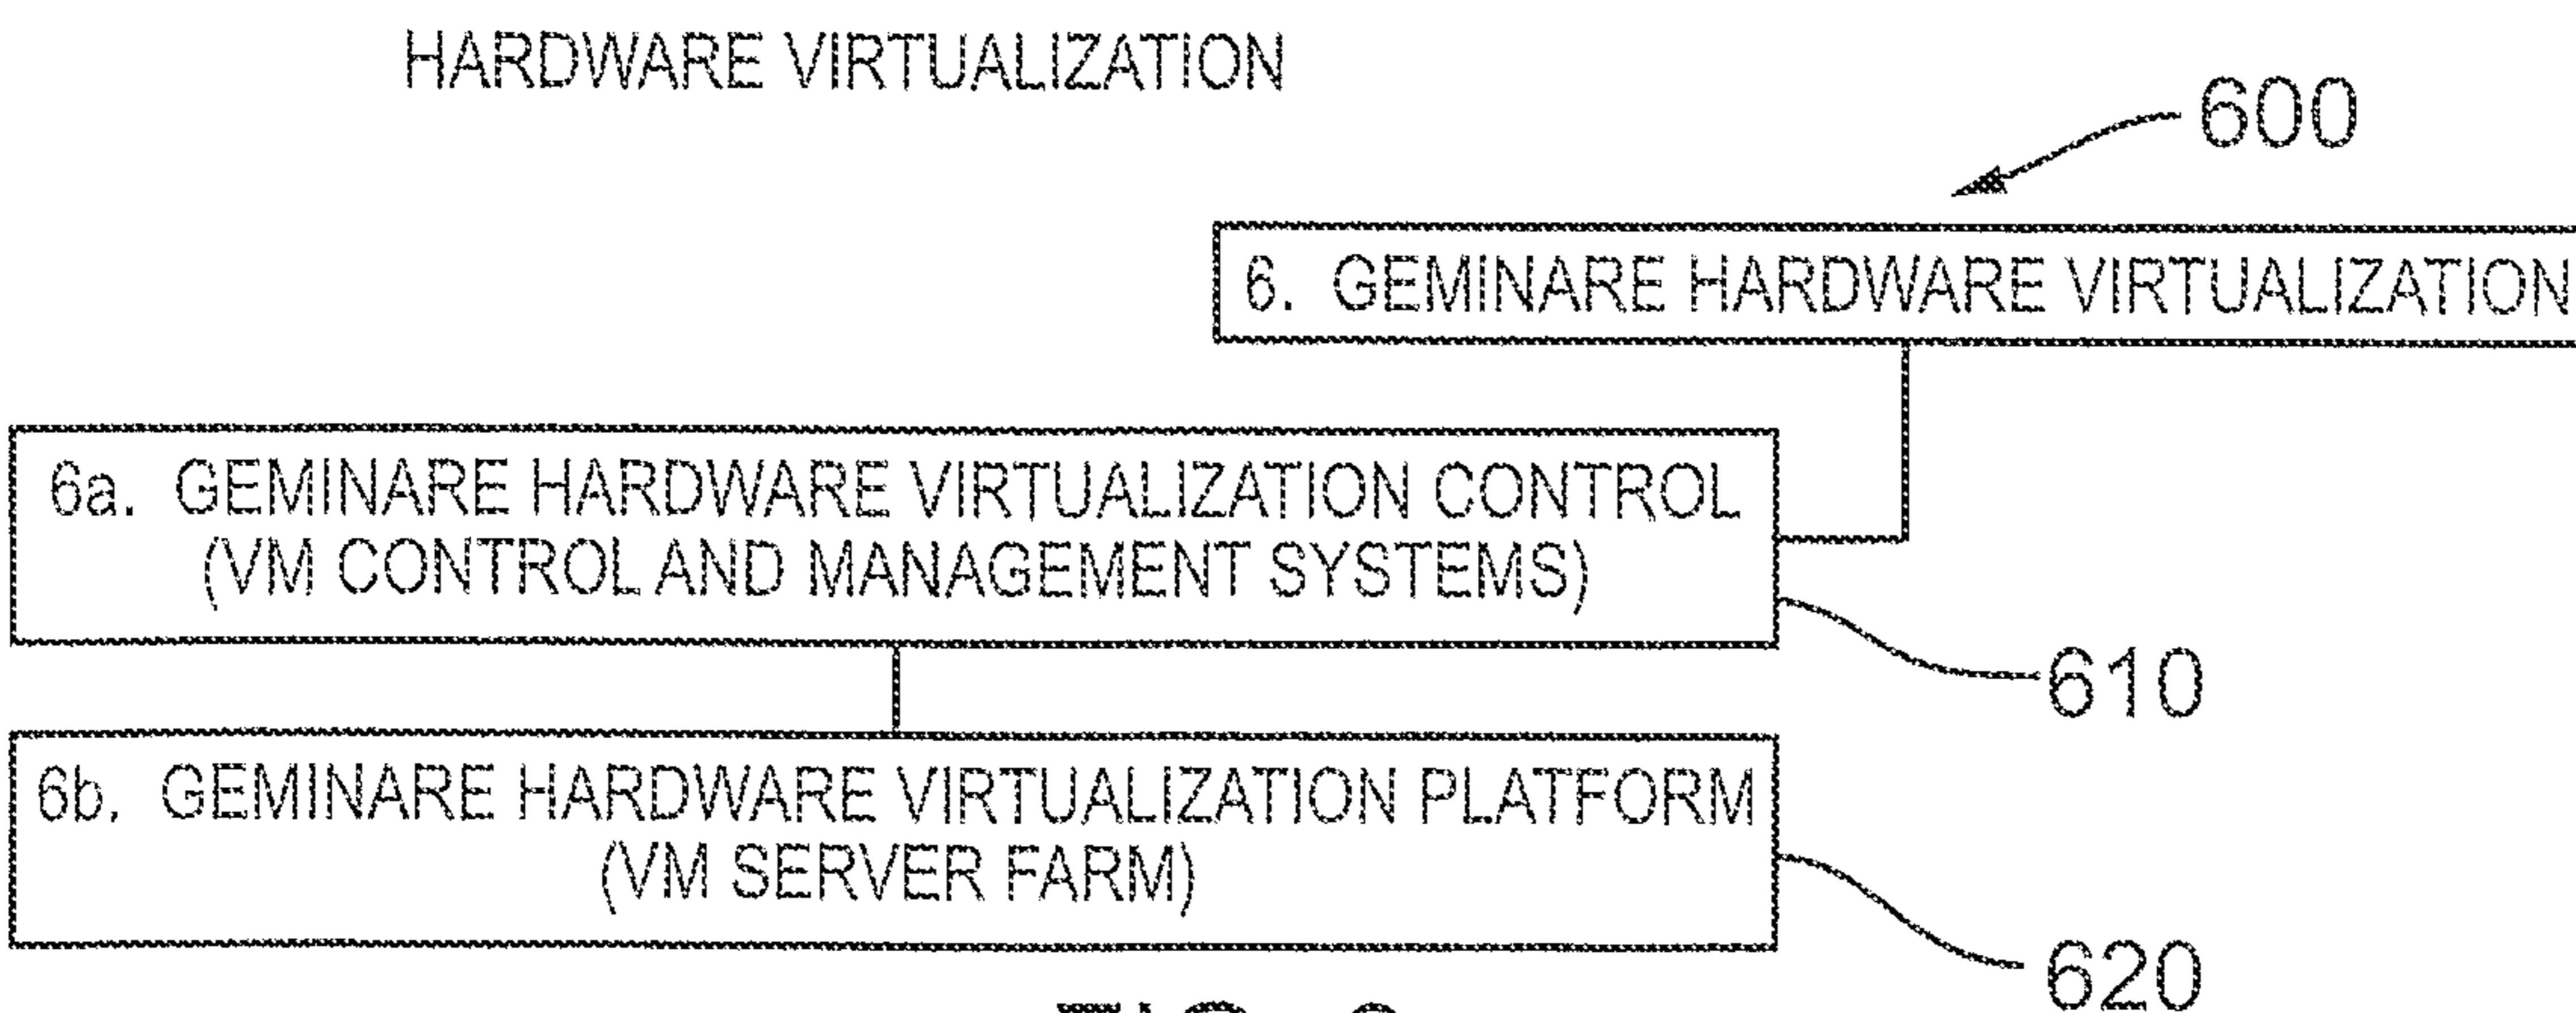 HARDWARE VIRTUALIZATION
600
6. GEMINARE HARDWARE VIRTUALIZATION
6a. GEMINARE HARDWARE VIRTUALIZATION CONTROL
(VM CONTROL AND MANAGEMENT SYSTEMS)
610
6b. GEMINARE HARDWARE VIRTUALIZATION PLATFORM
(VM SERVER FARM)
620